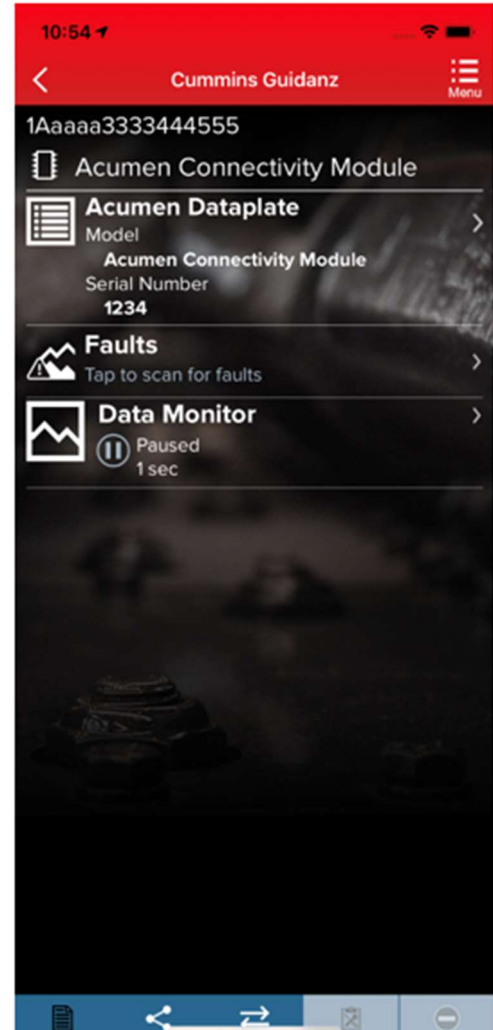 10:54
Cummins Guidanz
Menu
1Aaaaa3333444555
Acumen Connectivity Module
Acumen Dataplate
Model
Acumen Connectivity Module
Serial Number
1234
Faults
Tap to scan for faults
Data Monitor
Paused
1 sec